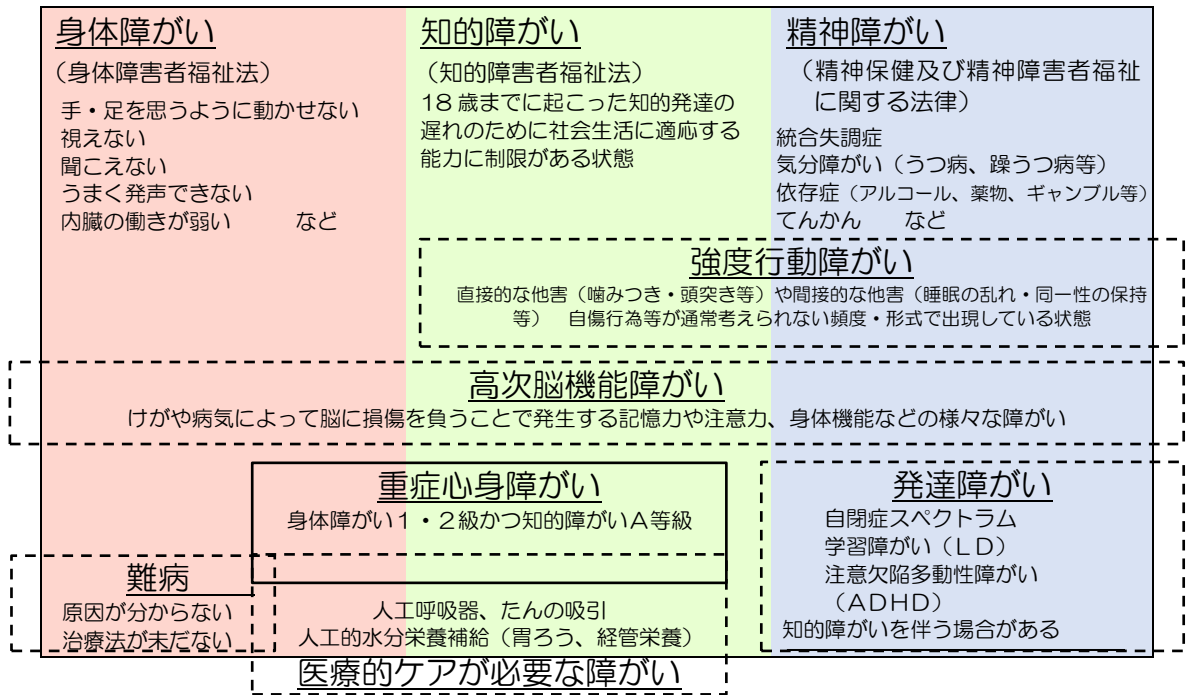 身体障がい
（身体障害者福祉法）
手・足を思うように動かせない
視えない
聞こえない
うまく発声できない
内臓の働きが弱い　　など
知的障がい
（知的障害者福祉法）
18歳までに起こった知的発達の
遅れのために社会生活に適応する
能力に制限がある状態
精神障がい
（精神保健及び精神障害者福祉
に関する法律）
統合失調症
気分障がい（うつ病、躁うつ病等）
依存症（アルコール、薬物、ギャンブル等）
てんかん　　など
強度行動障がい
直接的な他害（噛みつき・頭突き等）や間接的な他害（睡眠の乱れ・同一性の保持
等）　自傷行為等が通常考えられない頻度・形式で出現している状態
高次脳機能障がい
けがや病気によって脳に損傷を負うことで発生する記憶力や注意力、身体機能などの様々な障がい
重症心身障がい
身体障がい１・２級かつ知的障がいＡ等級
発達障がい
自閉症スペクトラム
学習障がい（ＬＤ）
注意欠陥多動性障がい
（ＡＤＨＤ）
知的障がいを伴う場合がある
難病
原因が分からない
治療法が未だない
人工呼吸器、たんの吸引
人工的水分栄養補給（胃ろう、経管栄養）
医療的ケアが必要な障がい